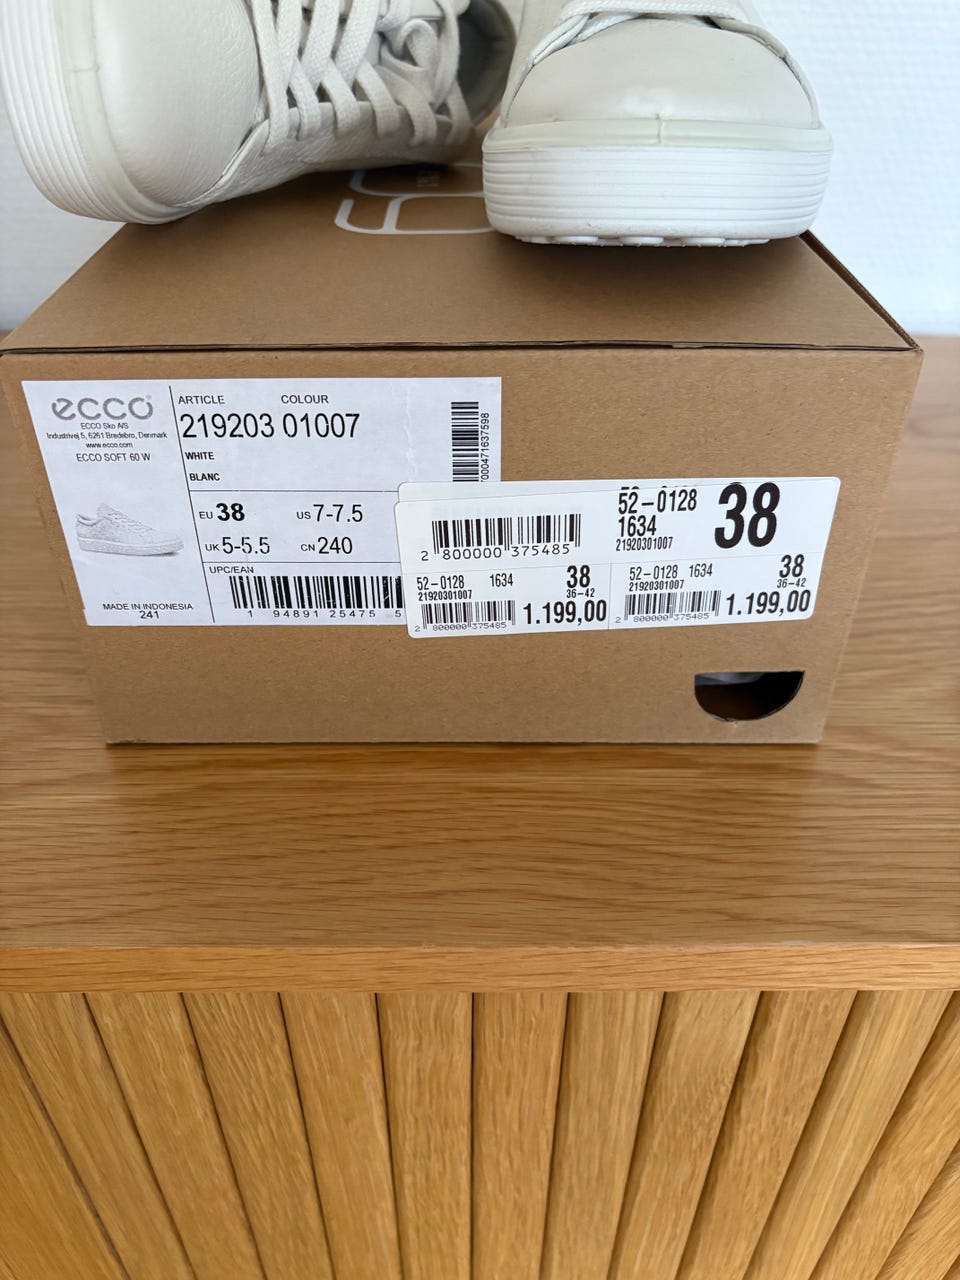 ecco
ECCO Sko A/S
Industrivej 5, 6261 Bredebro, Denmark
www.ecco.com
ECCO SOFT 60 W
MADE IN INDONESIA
241
ARTICLE COLOUR
219203 01007
WHITE
BLANC
EU 38 US 7-7.5
UK 5-5.5 CN 240
UPC/EAN
1 94891 25475 5
7000471637598
52-0128 38
1634
21920301007
2 800000 375485
52-0128 1634 38
21920301007 36-42
1.199,00
2 800000 375485
52-0128 1634 38
21920301007 36-42
1.199,00
2 800000 375485